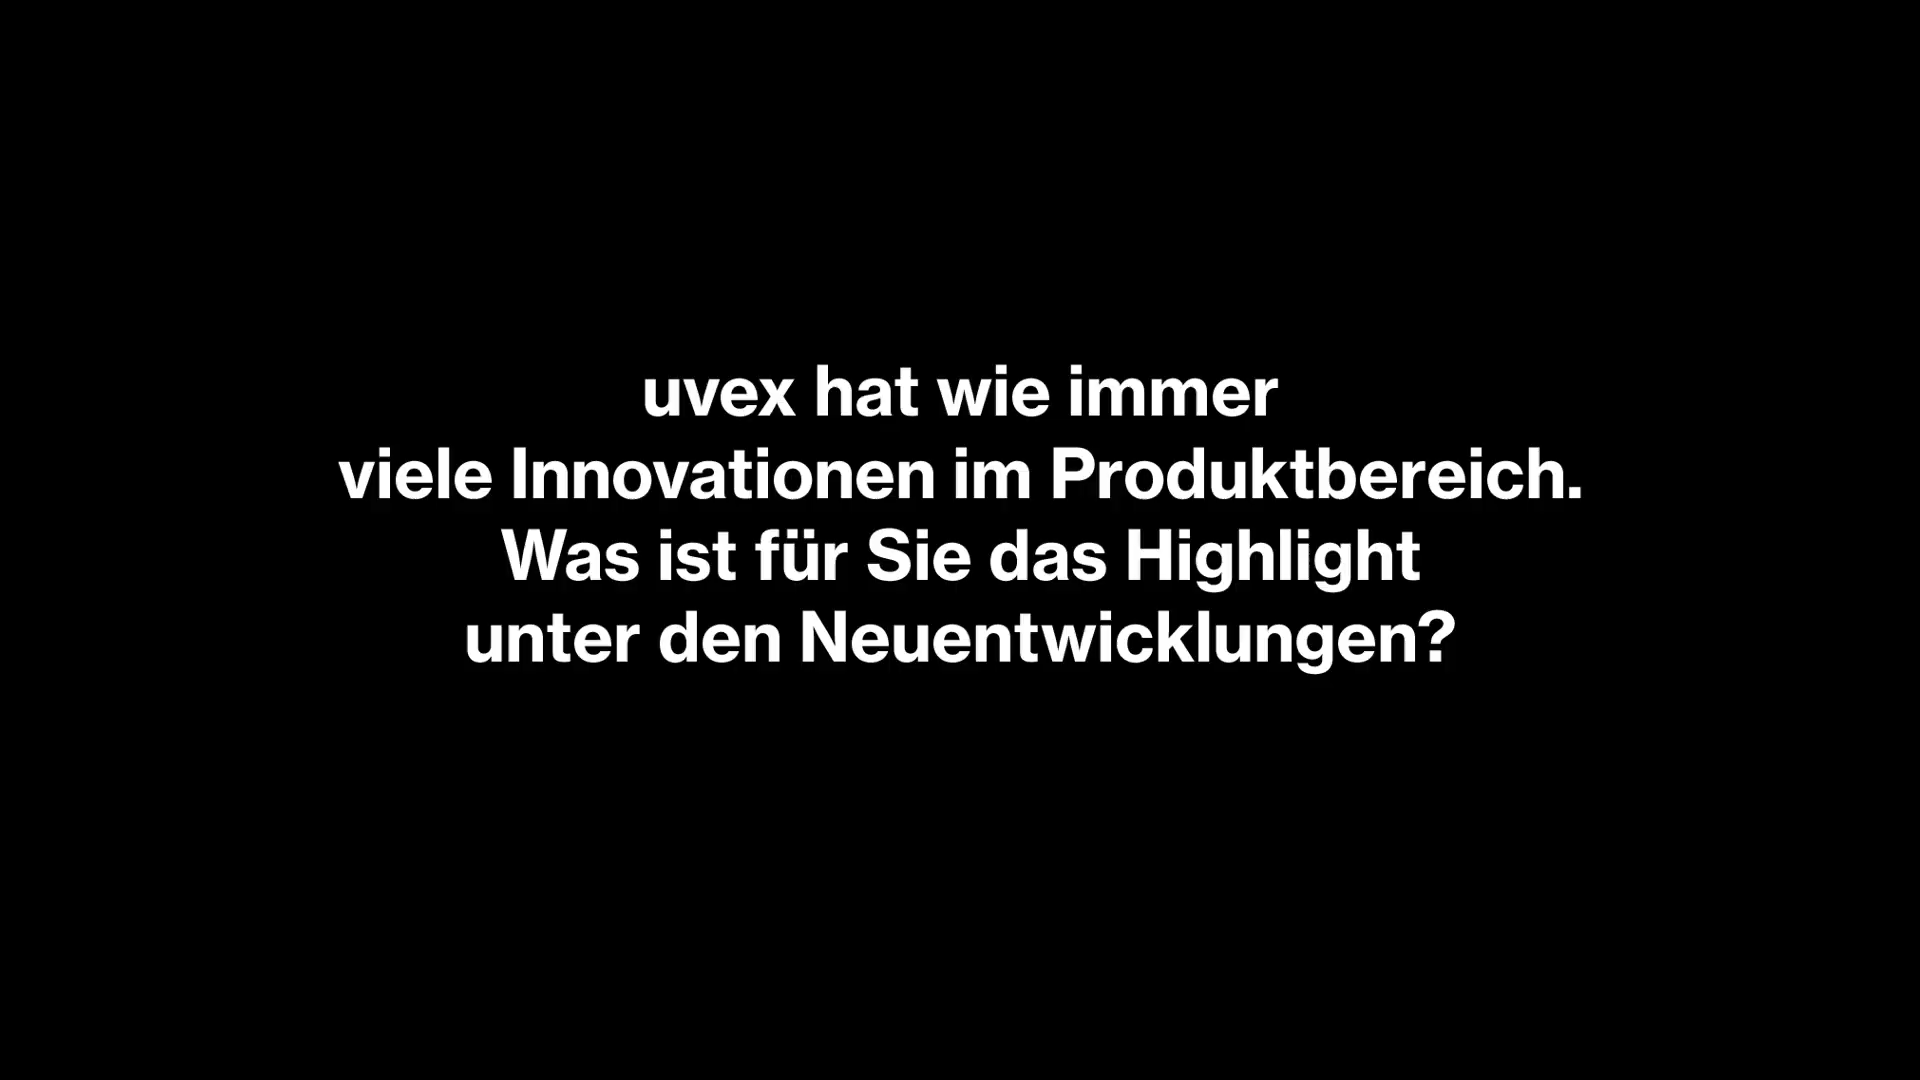 uvex hat wie immer
viele Innovationen im Produktbereich.
Was ist für Sie das Highlight
unter den Neuentwicklungen?